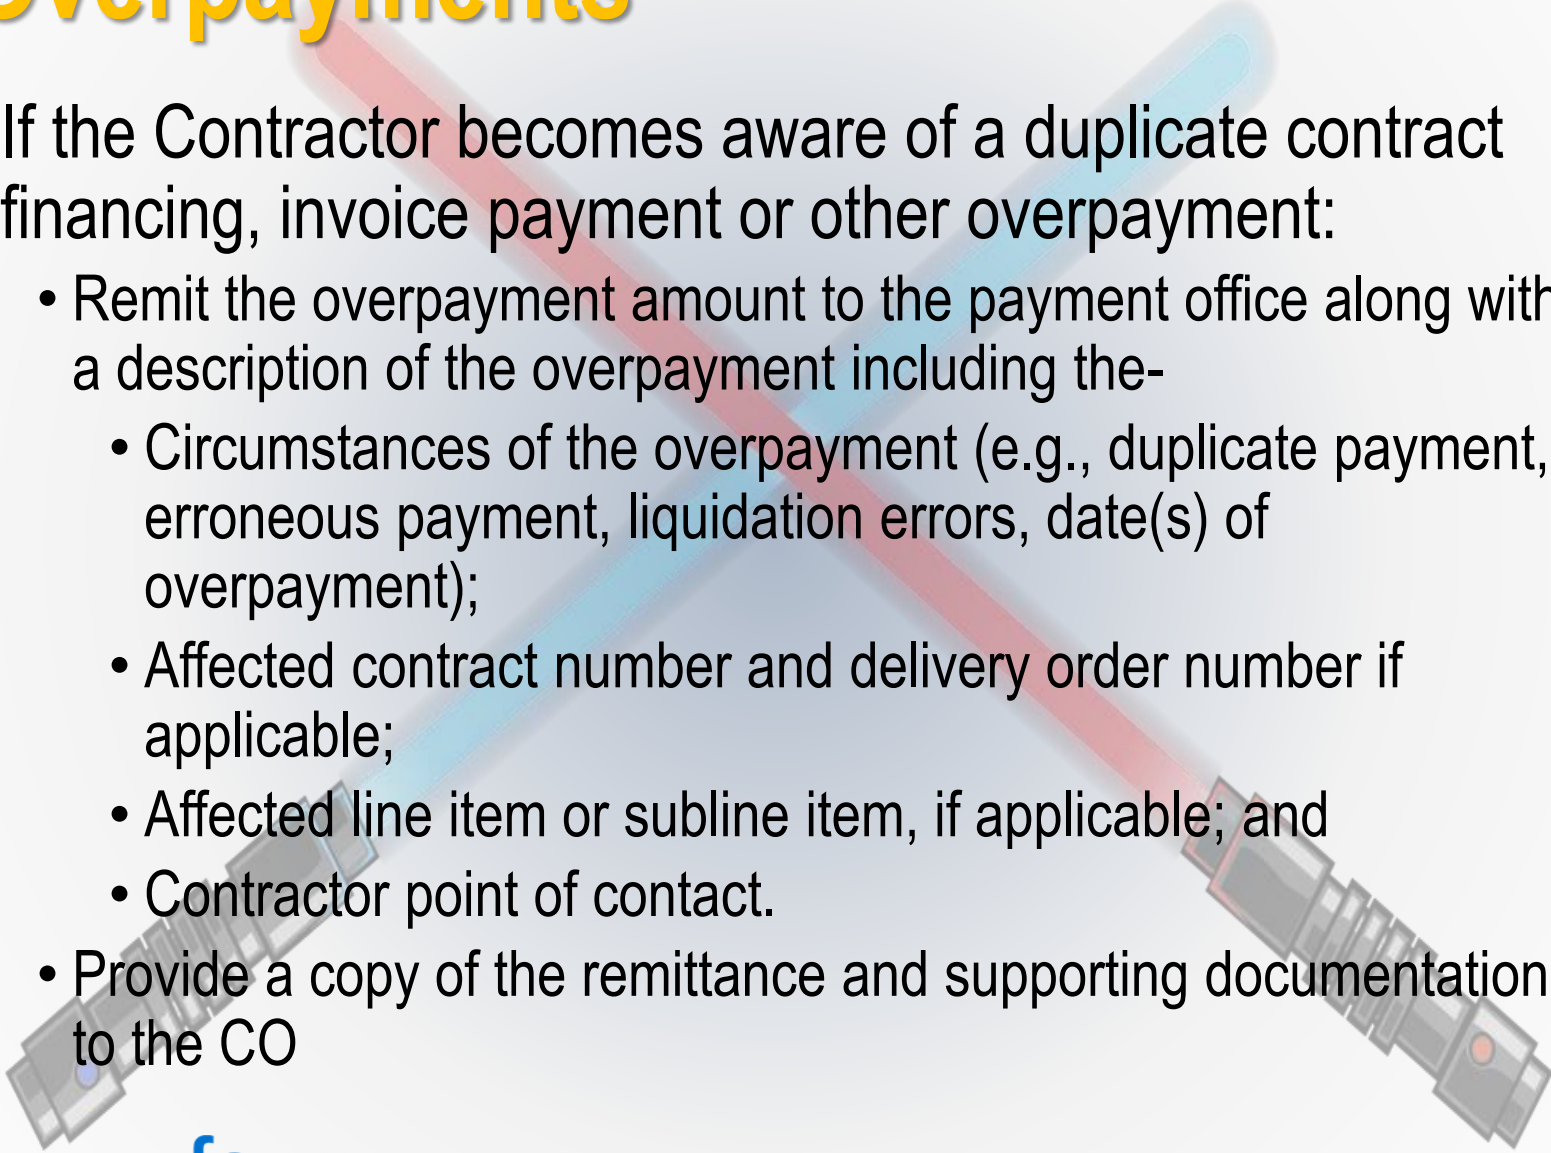 Overpayments
If the Contractor becomes aware of a duplicate contract
financing, invoice payment or other overpayment:
• Remit the overpayment amount to the payment office along with
a description of the overpayment including the-
• Circumstances of the overpayment (e.g., duplicate payment,
erroneous payment, liquidation errors, date(s) of
overpayment);
• Affected contract number and delivery order number if
applicable;
• Affected line item or subline item, if applicable; and
• Contractor point of contact.
• Provide a copy of the remittance and supporting documentation
to the CO